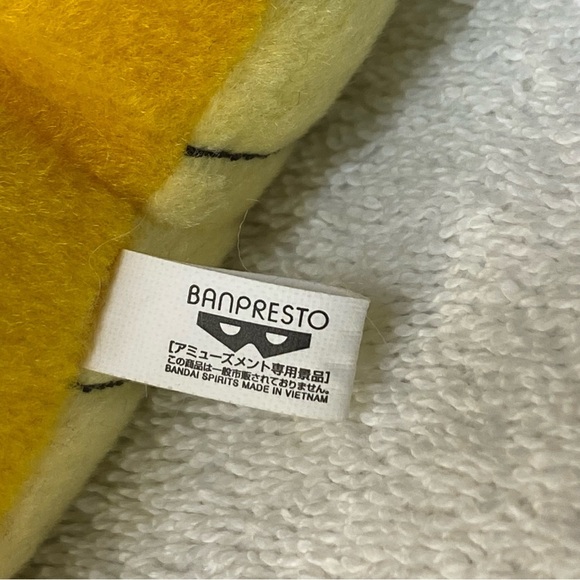 BANPRESTO
[アミューズメント専用景品]
この商品は一般市販されておりません。
BANDAI SPIRITS MADE IN VIETNAM